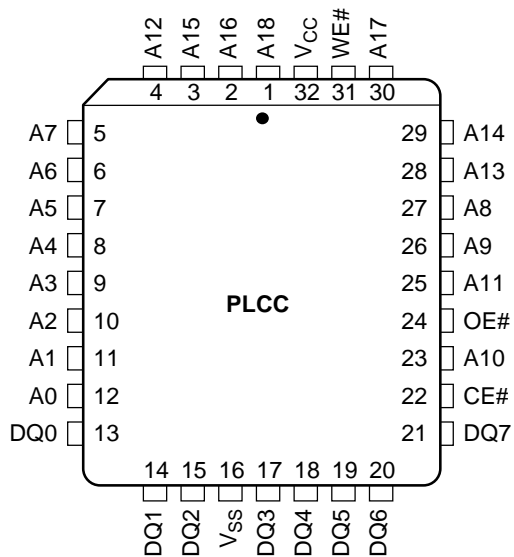 A12 A15 A16 A18 VCC WE# A17
4 3 2 1 32 31 30
A7 5 29 A14
A6 6 28 A13
A5 7 27 A8
A4 8 26 A9
A3 9 25 A11
PLCC
A2 10 24 OE#
A1 11 23 A10
A0 12 22 CE#
DQ0 13 21 DQ7
14 15 16 17 18 19 20
DQ1 DQ2 VSS DQ3 DQ4 DQ5 DQ6